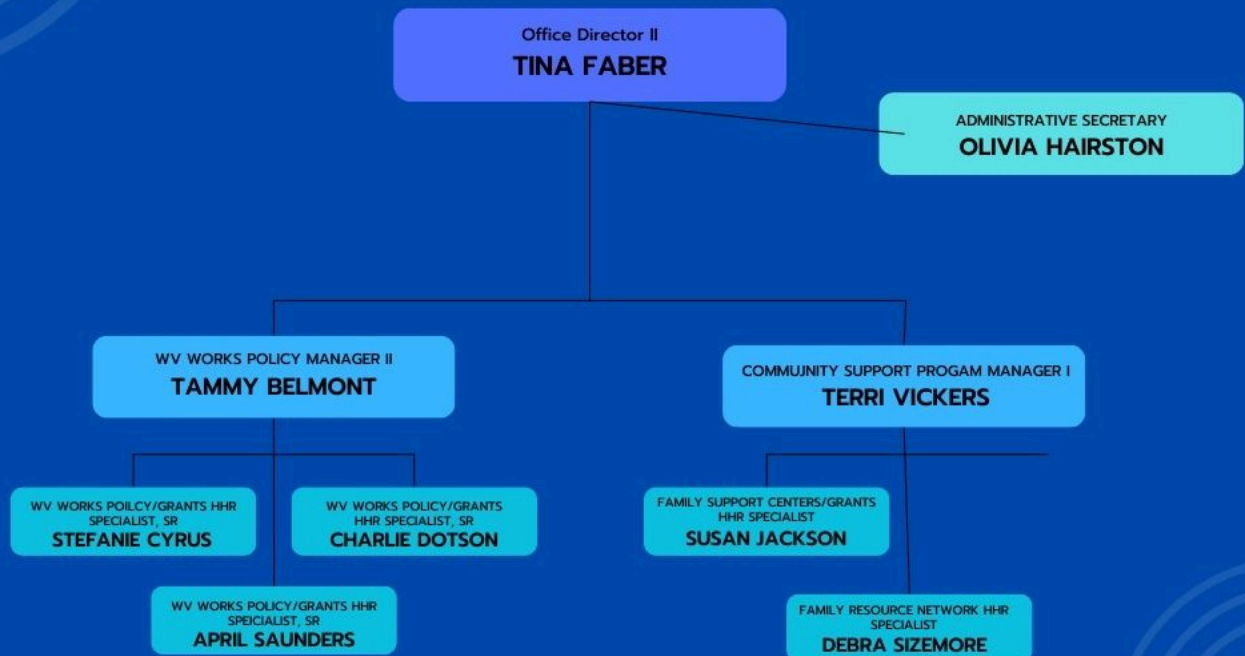 Office Director II
TINA FABER
ADMINISTRATIVE SECRETARY
OLIVIA HAIRSTON
WV WORKS POLICY MANAGER II
TAMMY BELMONT
COMMUJNITY SUPPORT PROGAM MANAGER I
TERRI VICKERS
WV WORKS POILCY/GRANTS HHR
SPECIALIST, SR
STEFANIE CYRUS
WV WORKS POLICY/GRANTS
HHR SPECIALIST, SR
CHARLIE DOTSON
WV WORKS POLICY/GRANTS HHR
SPEICIALIST, SR
APRIL SAUNDERS
FAMILY SUPPORT CENTERS/GRANTS
HHR SPECIALIST
SUSAN JACKSON
FAMILY RESOURCE NETWORK HHR
SPECIALIST
DEBRA SIZEMORE